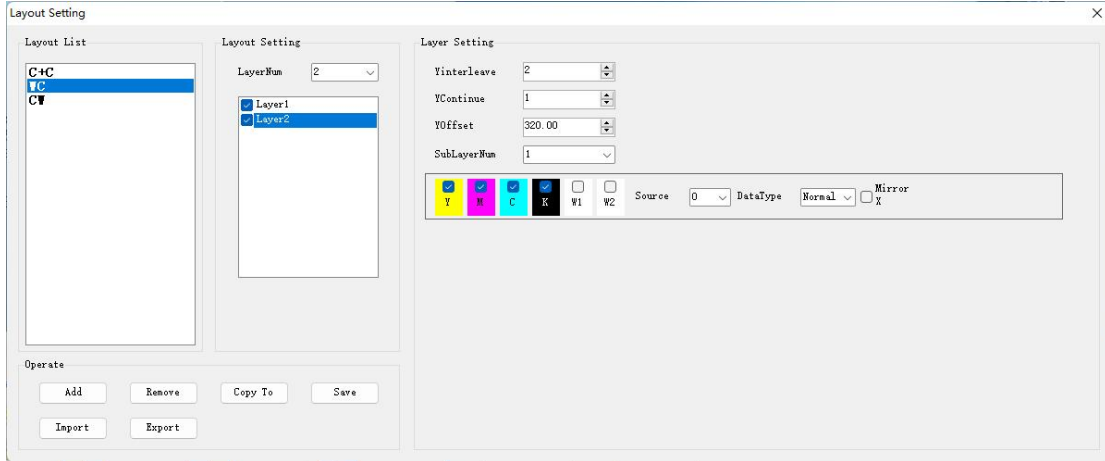 Layout Setting
Layout List
C+C
WC
CW
Layout Setting
LayerNum 2
Layer1
Layer2
Layer Setting
Yinterleave 2
YContinue 1
YOffset 320.00
SubLayerNum 1
Y M C K W1 W2 Source 0 DataType Normal Mirror X
Operate
Add Remove Copy To Save
Import Export